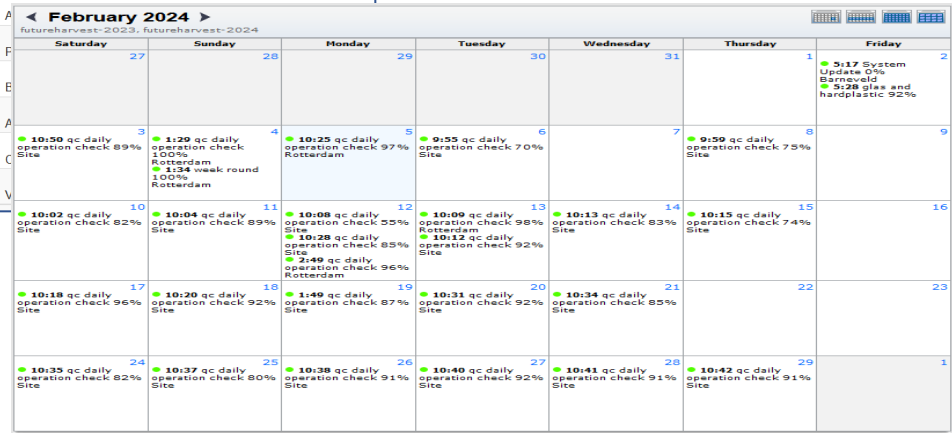 February 2024
futureharvest-2023, futureharvest-2024
Saturday Sunday Monday Tuesday Wednesday Thursday Friday
27 28 29 30 31 1 2
5:17 System
Update 0%
Barneveld
5:28 glas and
hardplastic 92%
3
10:50 qc daily
operation check 89%
Site
4
1:29 qc daily
operation check
100%
Rotterdam
1:34 week round
100%
Rotterdam
5
10:25 qc daily
operation check 97%
Rotterdam
6
9:55 qc daily
operation check 70%
Site
7
8
9:59 qc daily
operation check 75%
Site
9
10
10:02 qc daily
operation check 82%
Site
11
10:04 qc daily
operation check 89%
Site
12
10:08 qc daily
operation check 55%
Site
10:28 qc daily
operation check 85%
Site
2:49 qc daily
operation check 96%
Rotterdam
13
10:09 qc daily
operation check 98%
Rotterdam
10:12 qc daily
operation check 92%
Site
14
10:13 qc daily
operation check 83%
Site
15
10:15 qc daily
operation check 74%
Site
16
17
10:18 qc daily
operation check 96%
Site
18
10:20 qc daily
operation check 92%
Site
19
1:49 qc daily
operation check 87%
Site
20
10:31 qc daily
operation check 92%
Site
21
10:34 qc daily
operation check 85%
Site
22
23
24
10:35 qc daily
operation check 82%
Site
25
10:37 qc daily
operation check 80%
Site
26
10:38 qc daily
operation check 91%
Site
27
10:40 qc daily
operation check 92%
Site
28
10:41 qc daily
operation check 91%
Site
29
10:42 qc daily
operation check 91%
Site
1